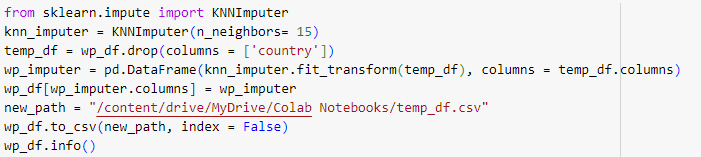 from sklearn.impute import KNNImputer
knn_imputer = KNNImputer(n_neighbors= 15)
temp_df = wp_df.drop(columns = ['country'])
wp_imputer = pd.DataFrame(knn_imputer.fit_transform(temp_df), columns = temp_df.columns)
wp_df[wp_imputer.columns] = wp_imputer
new_path = "/content/drive/MyDrive/Colab Notebooks/temp_df.csv"
wp_df.to_csv(new_path, index = False)
wp_df.info()